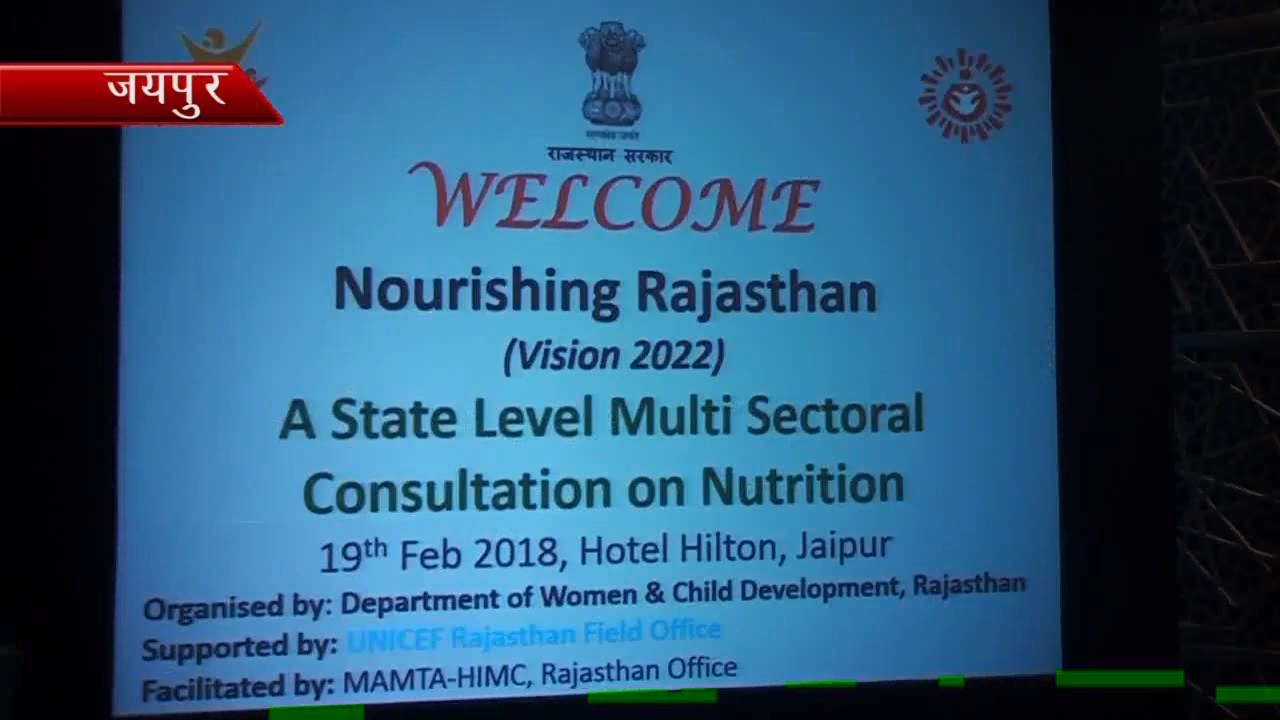 जयपुर
राजस्थान सरकार
WELCOME
Nourishing Rajasthan
(Vision 2022)
A State Level Multi Sectoral
Consultation on Nutrition
19th Feb 2018, Hotel Hilton, Jaipur
Organised by: Department of Women & Child Development, Rajasthan
Supported by: UNICEF Rajasthan Field Office
Facilitated by: MAMTA-HIMC, Rajasthan Office